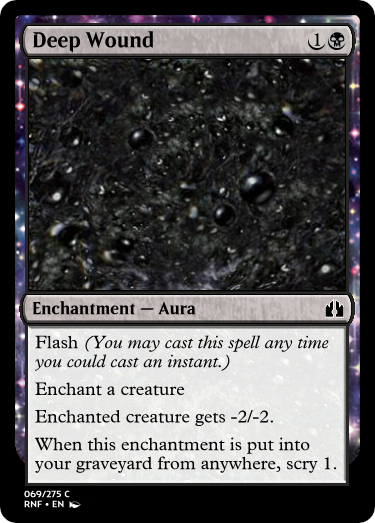 Deep Wound 1
Enchantment — Aura
Flash (You may cast this spell any time
you could cast an instant.)
Enchant a creature
Enchanted creature gets -2/-2.
When this enchantment is put into
your graveyard from anywhere, scry 1.
069/275 C
RNF • EN